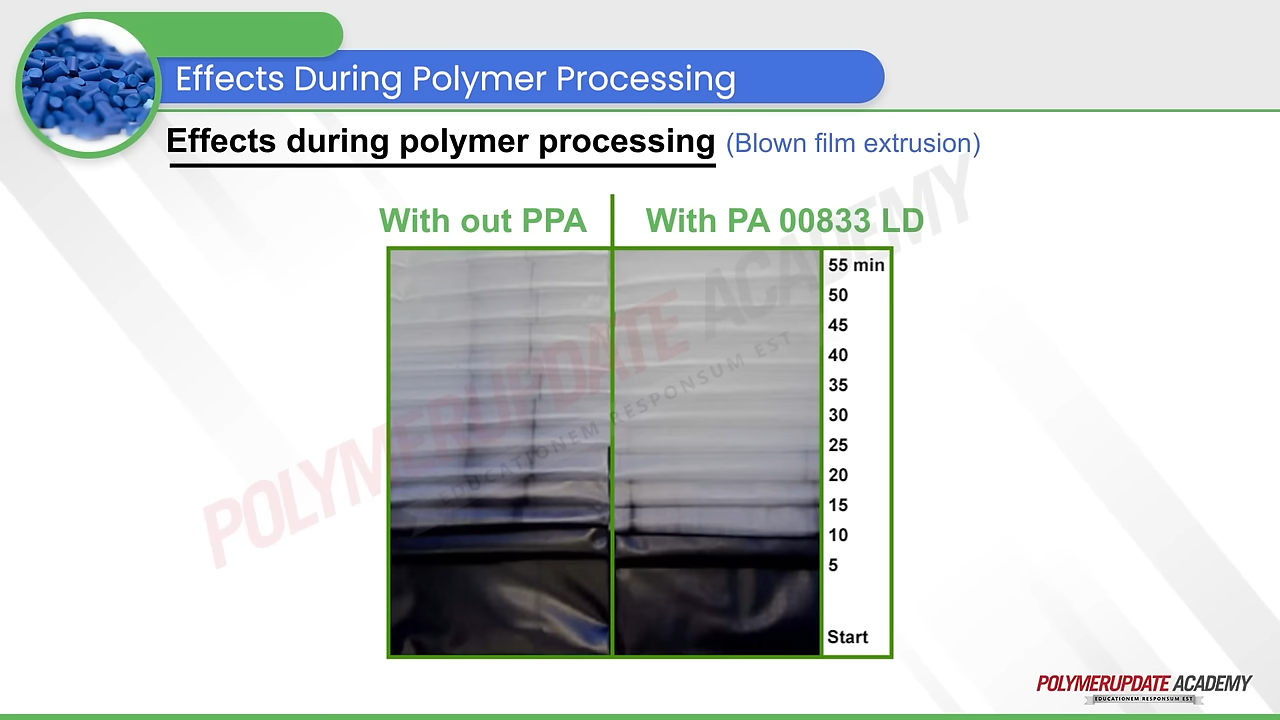 Effects During Polymer Processing
Effects during polymer processing (Blown film extrusion)
With out PPA
With PA 00833 LD
55 min
50
45
40
35
30
25
20
15
10
5
Start
POLYMERUPDATE ACADEMY
EDUCATIONEM RESPONSUM EST
POLYMERUPDATE ACADEMY
EDUCATIONEM RESPONSUM EST